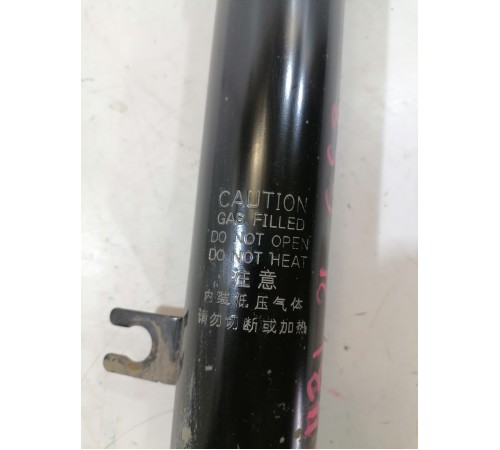 CAUTION
GAS FILLED
DO NOT OPEN
DO NOT HEAT
注意
内装低压气体
请勿切断或加热